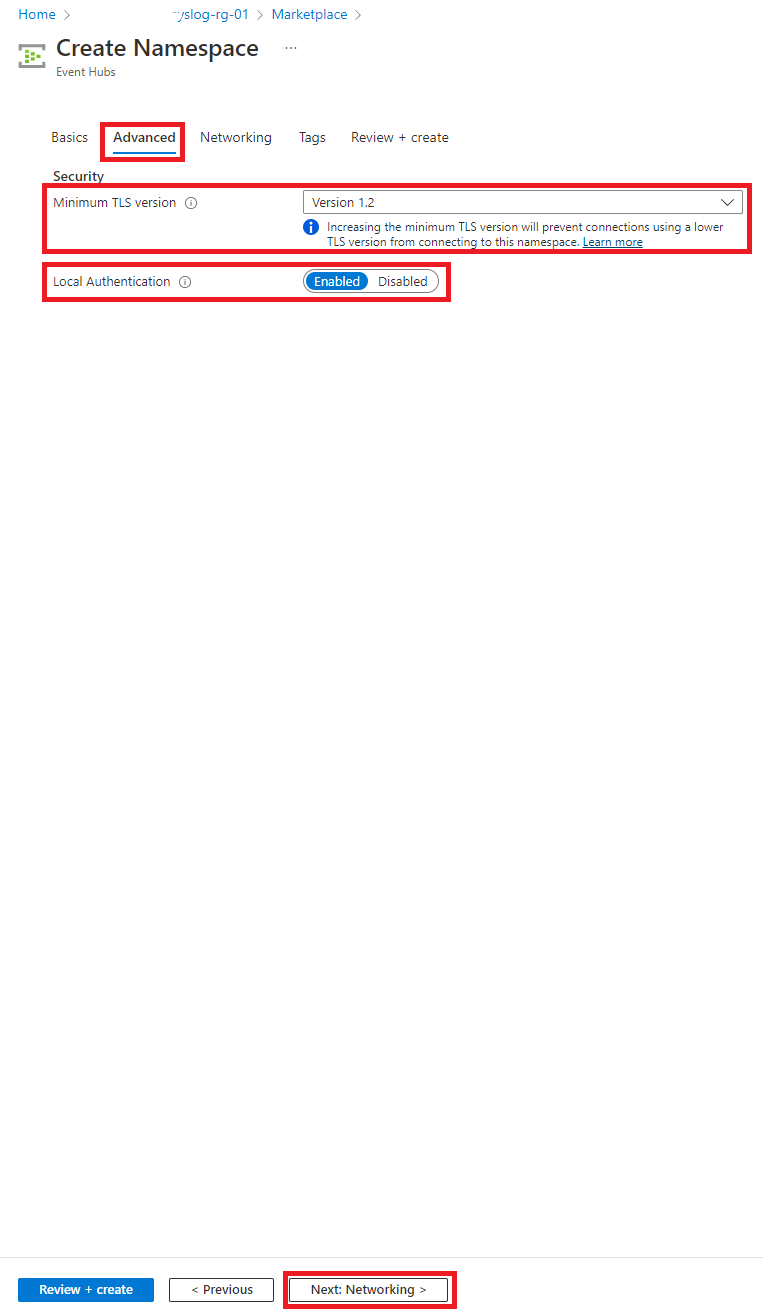 Home > yslog-rg-01 > Marketplace >
Create Namespace ...
Event Hubs
Basics Advanced Networking Tags Review + create
Security
Minimum TLS version Version 1.2
Increasing the minimum TLS version will prevent connections using a lower
TLS version from connecting to this namespace. Learn more
Local Authentication Enabled Disabled
Review + create < Previous Next: Networking >